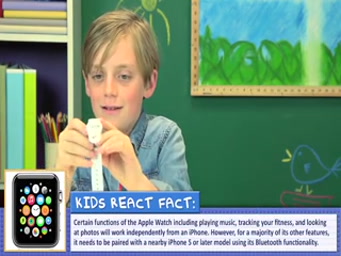 KIDS REACT FACT:
Certain functions of the Apple Watch including playing music, tracking your fitness, and looking
at photos will work independently from an iPhone. However, for a majority of its other features,
it needs to be paired with a nearby iPhone 5 or later model using its Bluetooth functionality.